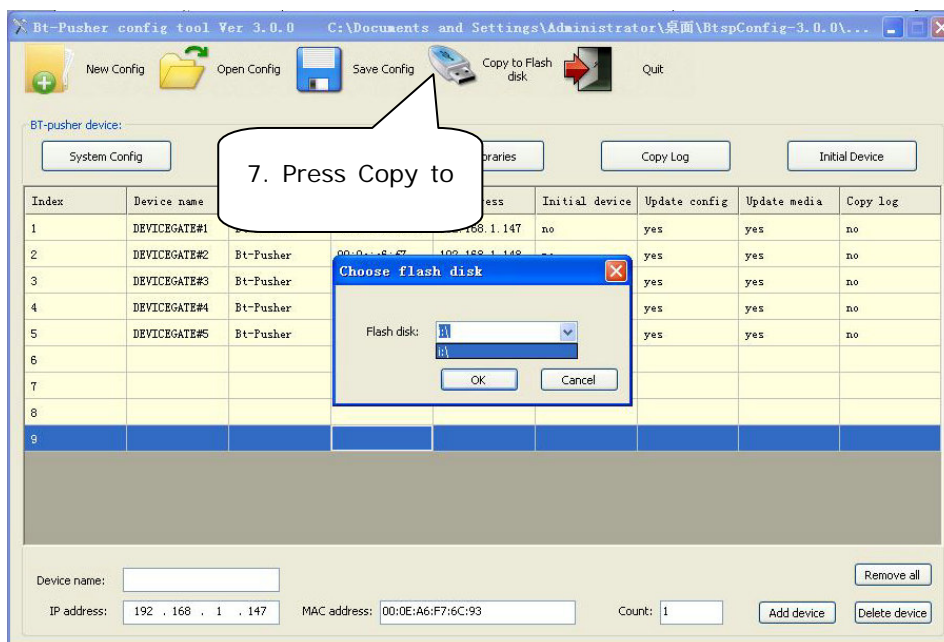 Bt-Pusher config tool Ver 3.0.0 C:\Documents and Settings\Administrator\桌面\BtspConfig-3.0.0\...
New Config Open Config Save Config Copy to Flash disk Quit
BT-pusher device:
System Config Copy Log Initial Device
7. Press Copy to
Index Device name Initial device Update config Update media Copy log
1 DEVICEGATE#1 168.1.147 no yes yes no
2 DEVICEGATE#2 Bt-Pusher 192.168.1.148 yes yes no
3 DEVICEGATE#3 Bt-Pusher yes yes no
4 DEVICEGATE#4 Bt-Pusher yes yes no
5 DEVICEGATE#5 Bt-Pusher yes yes no
6
7
8
9
Choose flash disk
Flash disk:
OK Cancel
Device name: Remove all
IP address: 192 . 168 . 1 . 147 MAC address: 00:0E:A6:F7:6C:93 Count: 1 Add device Delete device